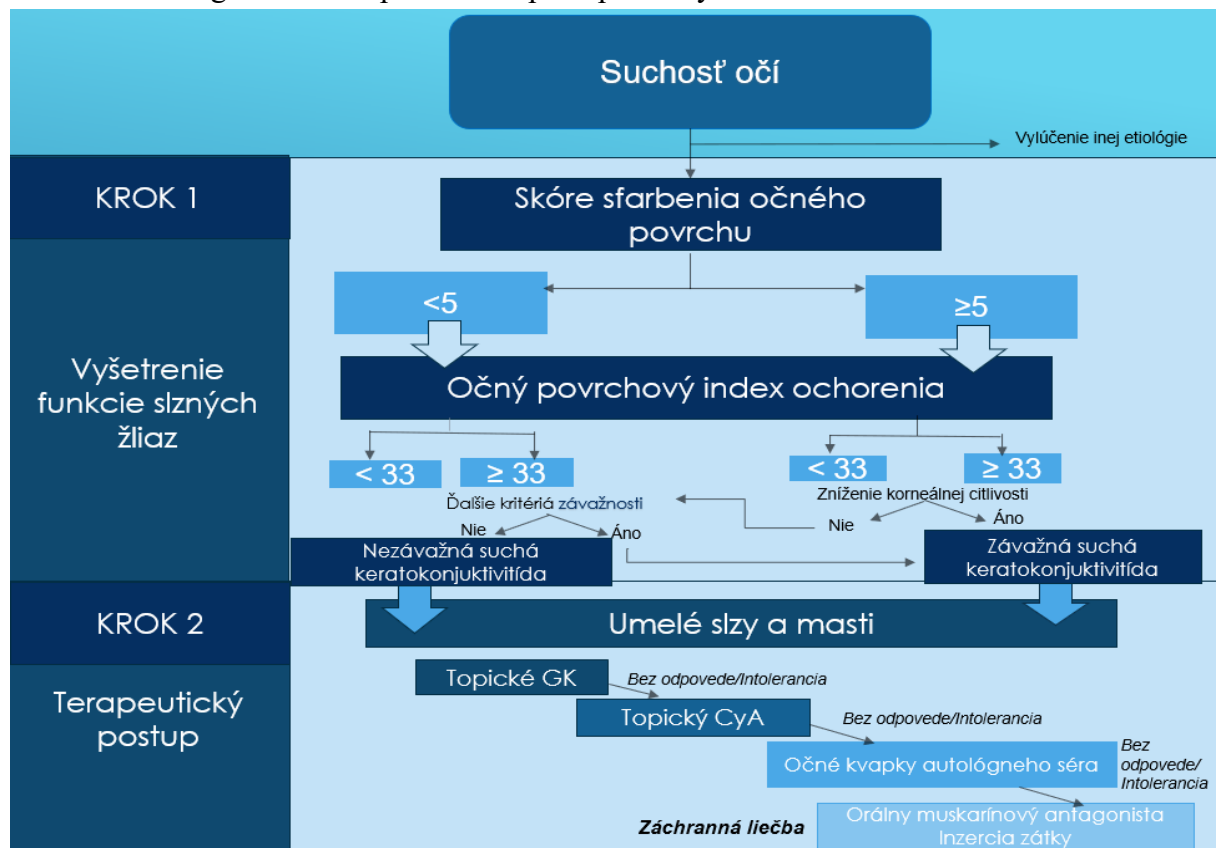 Suchosť očí
Vylúčenie inej etiológie
KROK 1
Skóre sfarbenia očného
povrchu
<5
≥5
Vyšetrenie
funkcie slzných
žliaz
Očný povrchový index ochorenia
< 33
≥ 33
< 33
≥ 33
Ďalšie kritériá závažnosti
Zníženie korneálnej citlivosti
Nie
Áno
Nie
Áno
Nezávažná suchá
keratokonjuktivitída
Závažná suchá
keratokonjuktivitída
KROK 2
Umelé slzy a masti
Terapeutický
postup
Topické GK
Bez odpovede/Intolerancia
Topický CyA
Bez odpovede/Intolerancia
Očné kvapky autológneho séra
Bez
odpovede/
Intolerancia
Záchranná liečba
Orálny muskarínový antagonista
Inzercia zátky